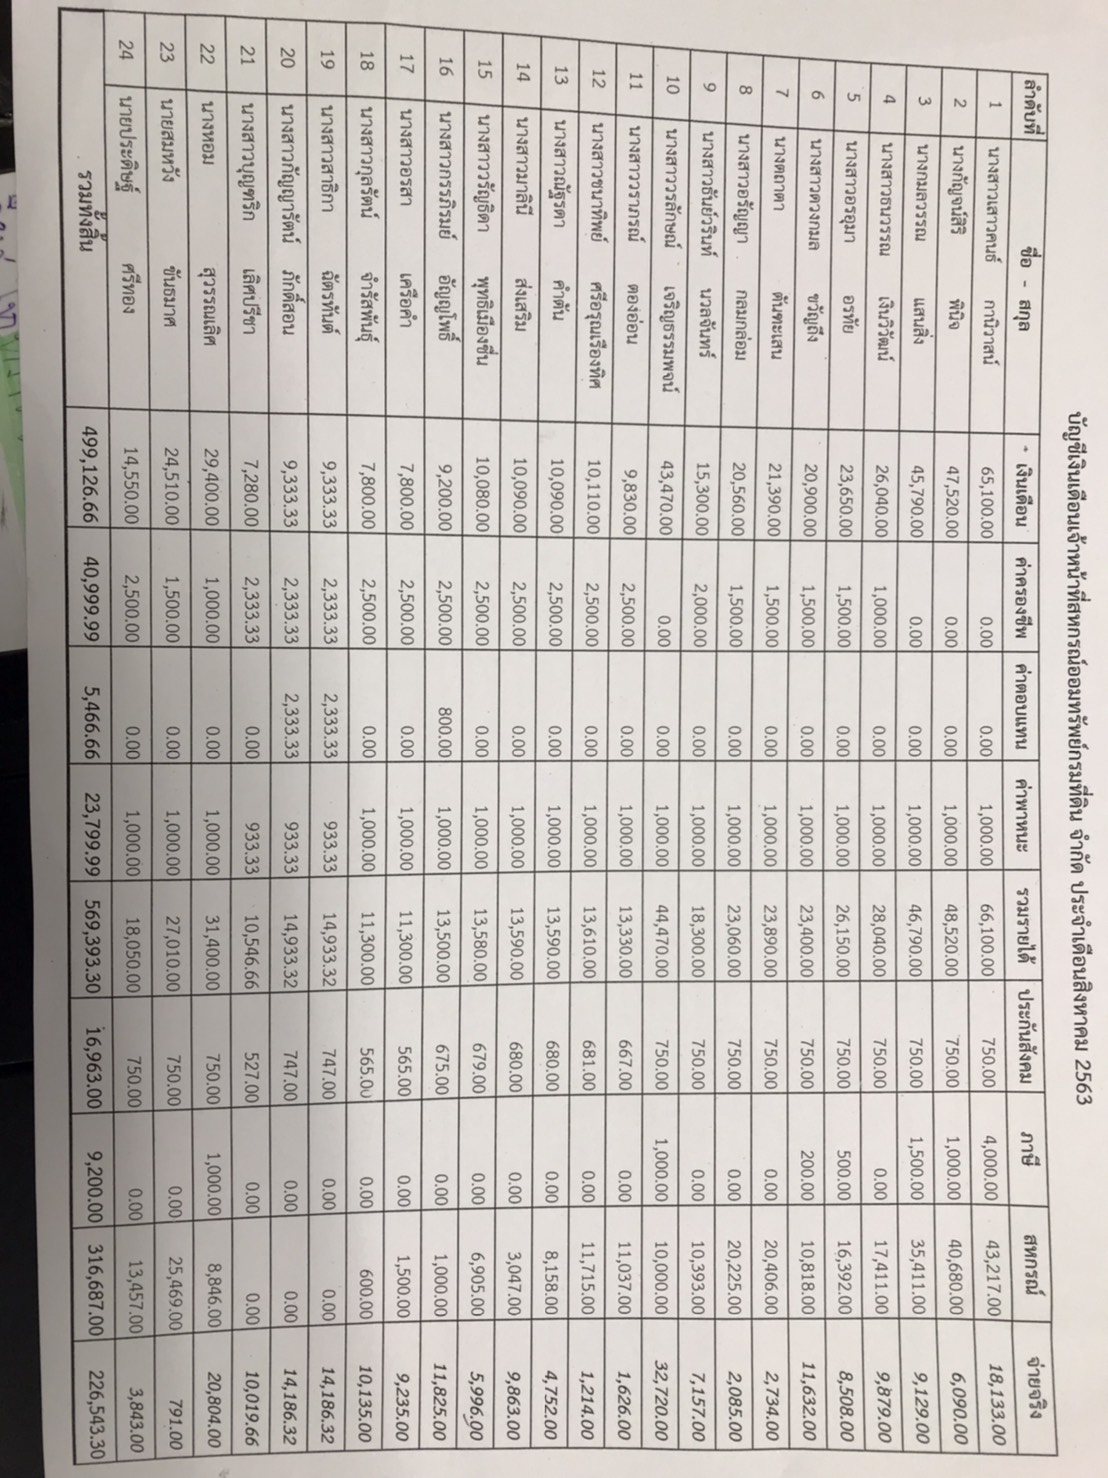 บัญชีเงินเดือนเจ้าหน้าที่สหกรณ์ออมทรัพย์กรมที่ดิน จำกัด ประจำเดือนสิงหาคม 2563
ลำดับที่ ชื่อ - สกุล เงินเดือน ค่าครองชีพ ค่าตอบแทน ค่าพาหนะ รวมรายได้ ประกันสังคม ภาษี สหกรณ์ จ่ายจริง
1 นางสาวเสาวคนธ์ กานิวาสน์ 65,100.00 0.00 0.00 1,000.00 66,100.00 750.00 4,000.00 43,217.00 18,133.00
2 นางกัญจน์สิริ พินิจ 47,520.00 0.00 0.00 1,000.00 48,520.00 750.00 1,000.00 40,680.00 6,090.00
3 นางกมลวรรณ แสนสิ่ง 45,790.00 0.00 0.00 1,000.00 46,790.00 750.00 1,500.00 35,411.00 9,129.00
4 นางสาวธนวรรณ เงินวิวัฒน์ 26,040.00 1,000.00 0.00 1,000.00 28,040.00 750.00 0.00 17,411.00 9,879.00
5 นางสาวอรอุมา อรทัย 23,650.00 1,500.00 0.00 1,000.00 26,150.00 750.00 500.00 16,392.00 8,508.00
6 นางสาวดวงกมล ขวัญถึง 20,900.00 1,500.00 0.00 1,000.00 23,400.00 750.00 200.00 10,818.00 11,632.00
7 นางตถาตา ตันทะเสน 21,390.00 1,500.00 0.00 1,000.00 23,890.00 750.00 0.00 20,406.00 2,734.00
8 นางสาวอรัญญา กลมกล่อม 20,560.00 1,500.00 0.00 1,000.00 23,060.00 750.00 0.00 20,225.00 2,085.00
9 นางสาวธันย์วรินท์ นวลจันทร์ 15,300.00 2,000.00 0.00 1,000.00 18,300.00 750.00 0.00 10,393.00 7,157.00
10 นางสาววรลักษณ์ เจริญธรรมพจน์ 43,470.00 0.00 0.00 1,000.00 44,470.00 750.00 1,000.00 10,000.00 32,720.00
11 นางสาววราภรณ์ ตองอ่อน 9,830.00 2,500.00 0.00 1,000.00 13,330.00 667.00 0.00 11,037.00 1,626.00
12 นางสาวชนาทิพย์ ศรีอรุณเรืองทิศ 10,110.00 2,500.00 0.00 1,000.00 13,610.00 681.00 0.00 11,715.00 1,214.00
13 นางสาวณัฐรดา คำตัน 10,090.00 2,500.00 0.00 1,000.00 13,590.00 680.00 0.00 8,158.00 4,752.00
14 นางสาวมาลินี ส่งเสริม 10,090.00 2,500.00 0.00 1,000.00 13,590.00 680.00 0.00 3,047.00 9,863.00
15 นางสาววรัญธิดา พุทธิเมืองชื่น 10,080.00 2,500.00 0.00 1,000.00 13,580.00 679.00 0.00 6,905.00 5,996.00
16 นางสาวกรรภิรมย์ อัญญโพธิ์ 9,200.00 2,500.00 800.00 1,000.00 13,500.00 675.00 0.00 1,000.00 11,825.00
17 นางสาวอรสา เครือคำ 7,800.00 2,500.00 0.00 1,000.00 11,300.00 565.00 0.00 1,500.00 9,235.00
18 นางสาวกุลรัตน์ จำรัสพันธุ์ 7,800.00 2,500.00 0.00 1,000.00 11,300.00 565.00 0.00 600.00 10,135.00
19 นางสาวสาธิกา ฉัตรทันต์ 9,333.33 2,333.33 2,333.33 933.33 14,933.32 747.00 0.00 0.00 14,186.32
20 นางสาวกัญญารัตน์ ภักดิ์สอน 9,333.33 2,333.33 2,333.33 933.33 14,933.32 747.00 0.00 0.00 14,186.32
21 นางสาวบุญฑริก เลิศปรีชา 7,280.00 2,333.33 0.00 933.33 10,546.66 527.00 0.00 0.00 10,019.66
22 นางหอม สุวรรณเลิศ 29,400.00 1,000.00 0.00 1,000.00 31,400.00 750.00 1,000.00 8,846.00 20,804.00
23 นายสมหวัง ขันธมาศ 24,510.00 1,500.00 0.00 1,000.00 27,010.00 750.00 0.00 25,469.00 791.00
24 นายประดิษฐ์ ศรีทอง 14,550.00 2,500.00 0.00 1,000.00 18,050.00 750.00 0.00 13,457.00 3,843.00
รวมทั้งสิ้น 499,126.66 40,999.99 5,466.66 23,799.99 569,393.30 16,963.00 9,200.00 316,687.00 226,543.30